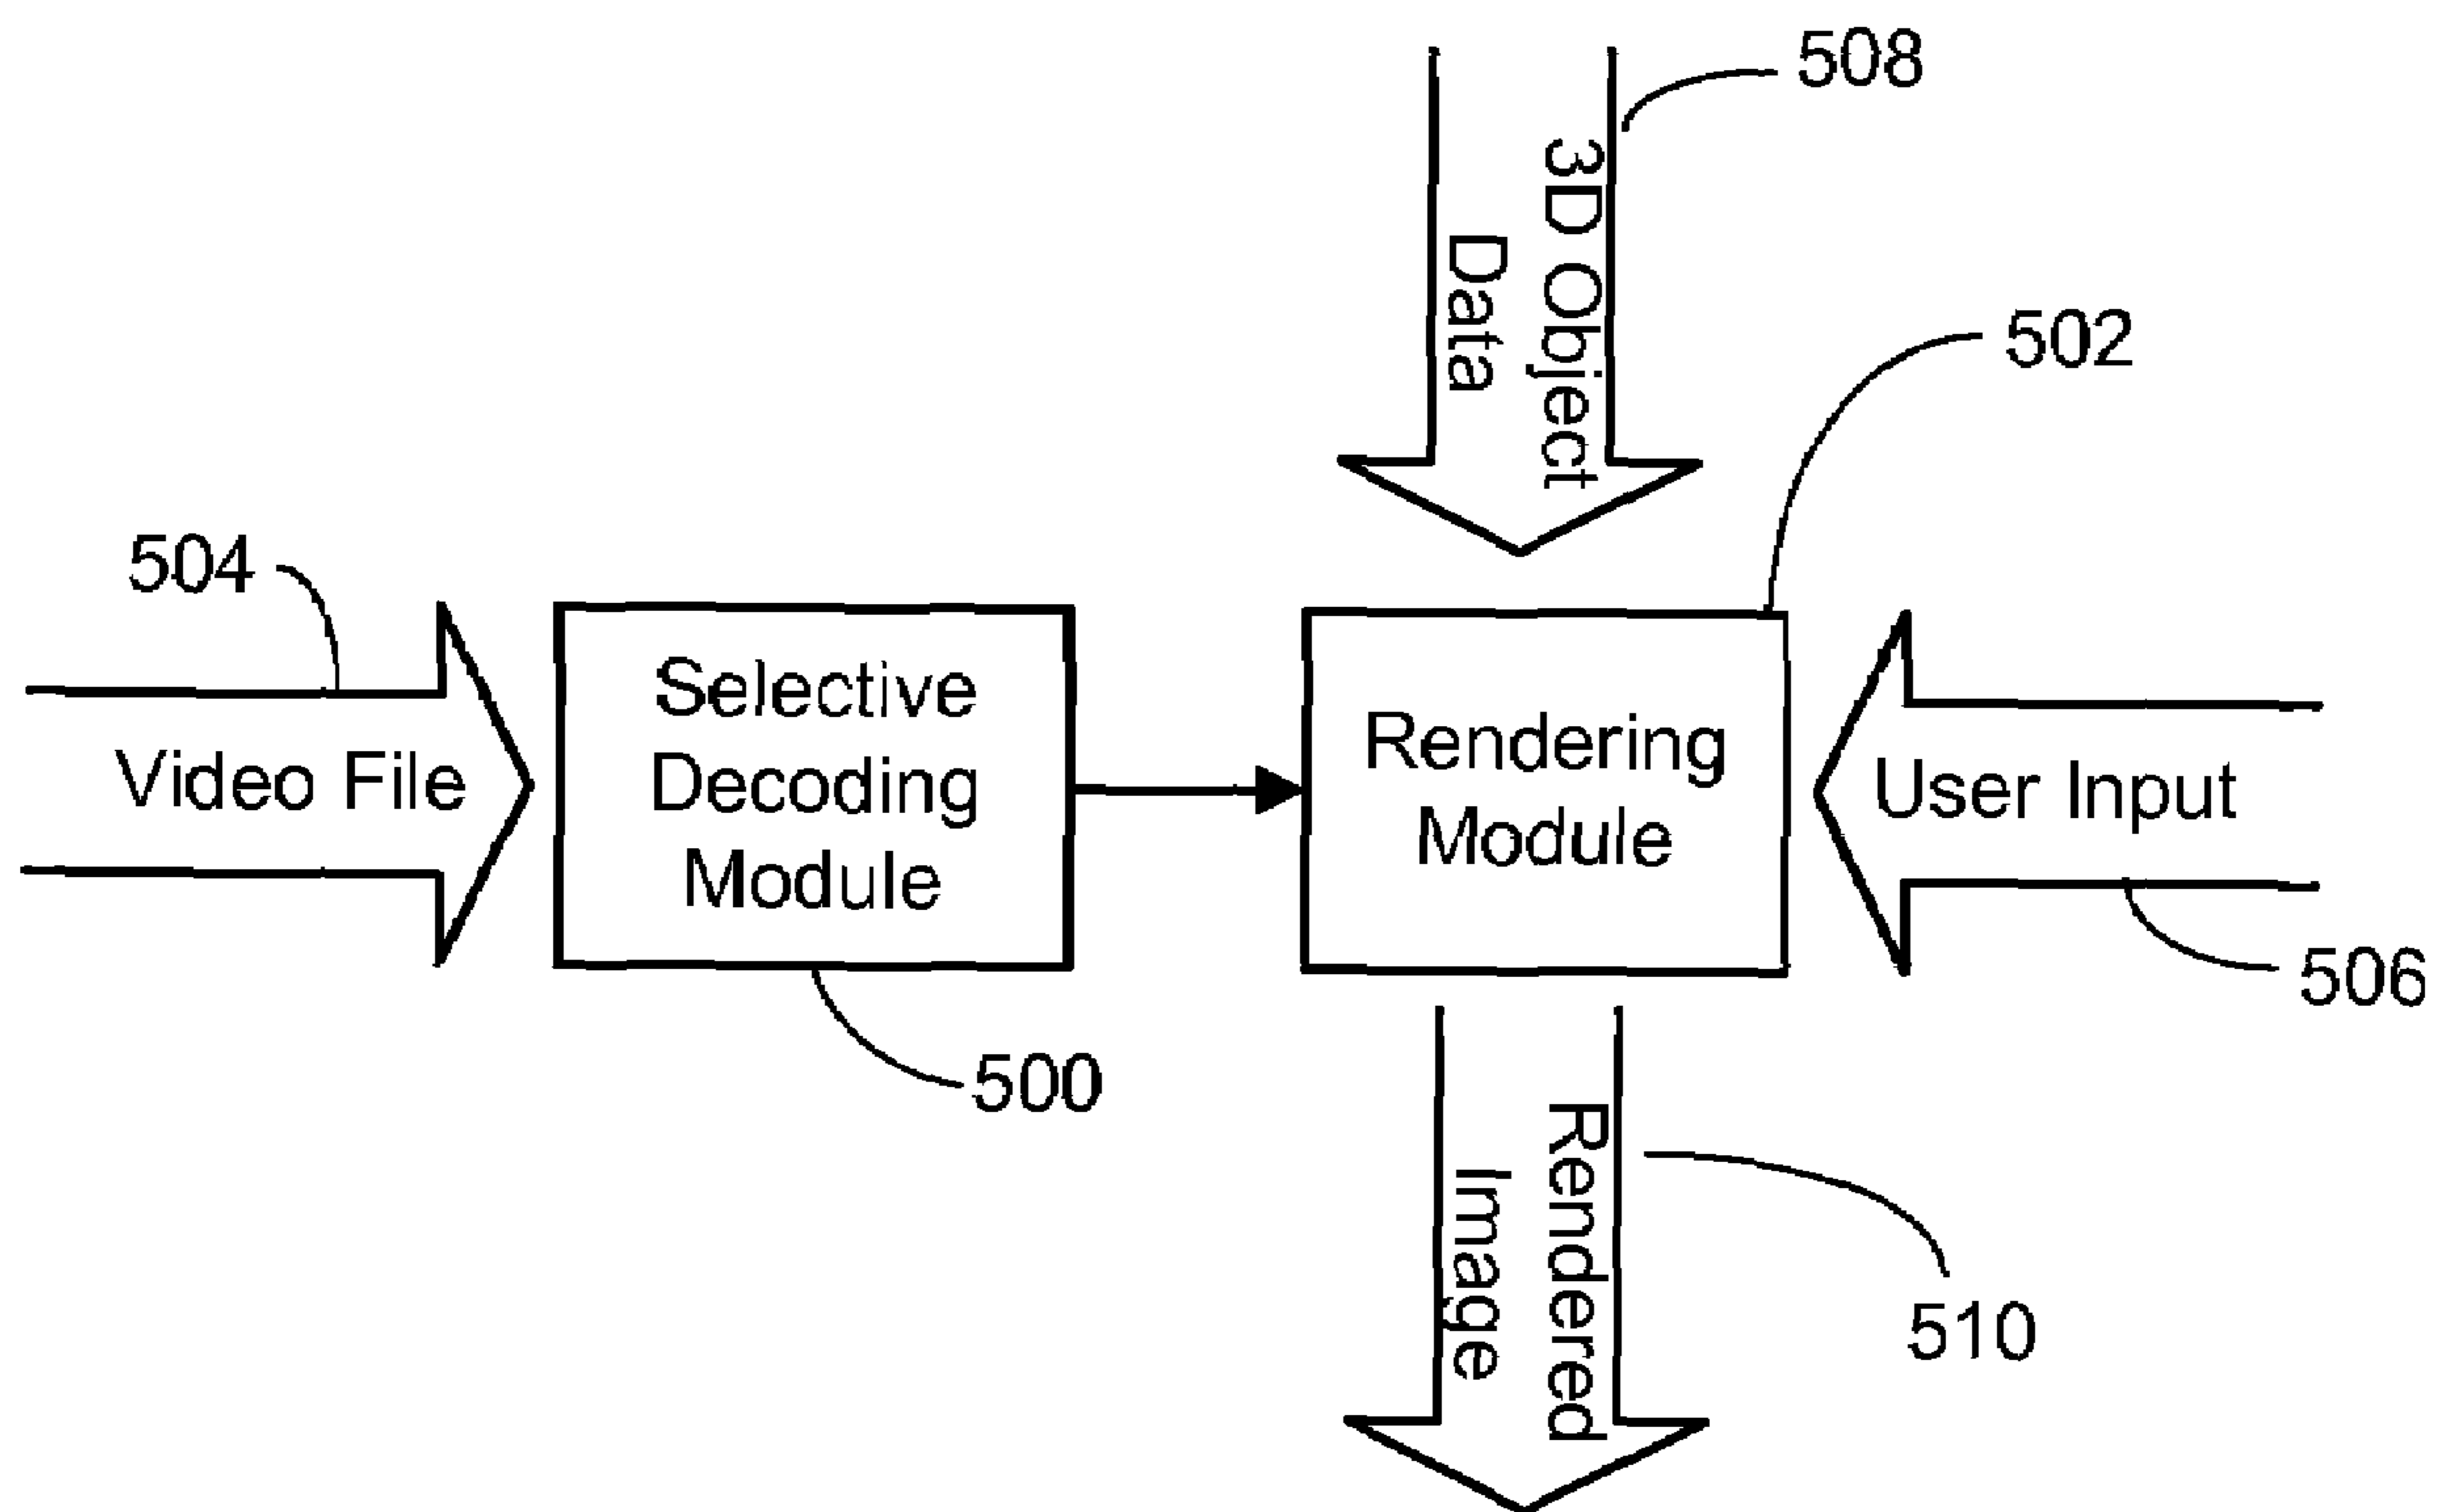 508
3D Object
Data
502
504
Video File
Selective
Decoding
Module
Rendering
Module
User Input
506
500
Rendered
Image
510